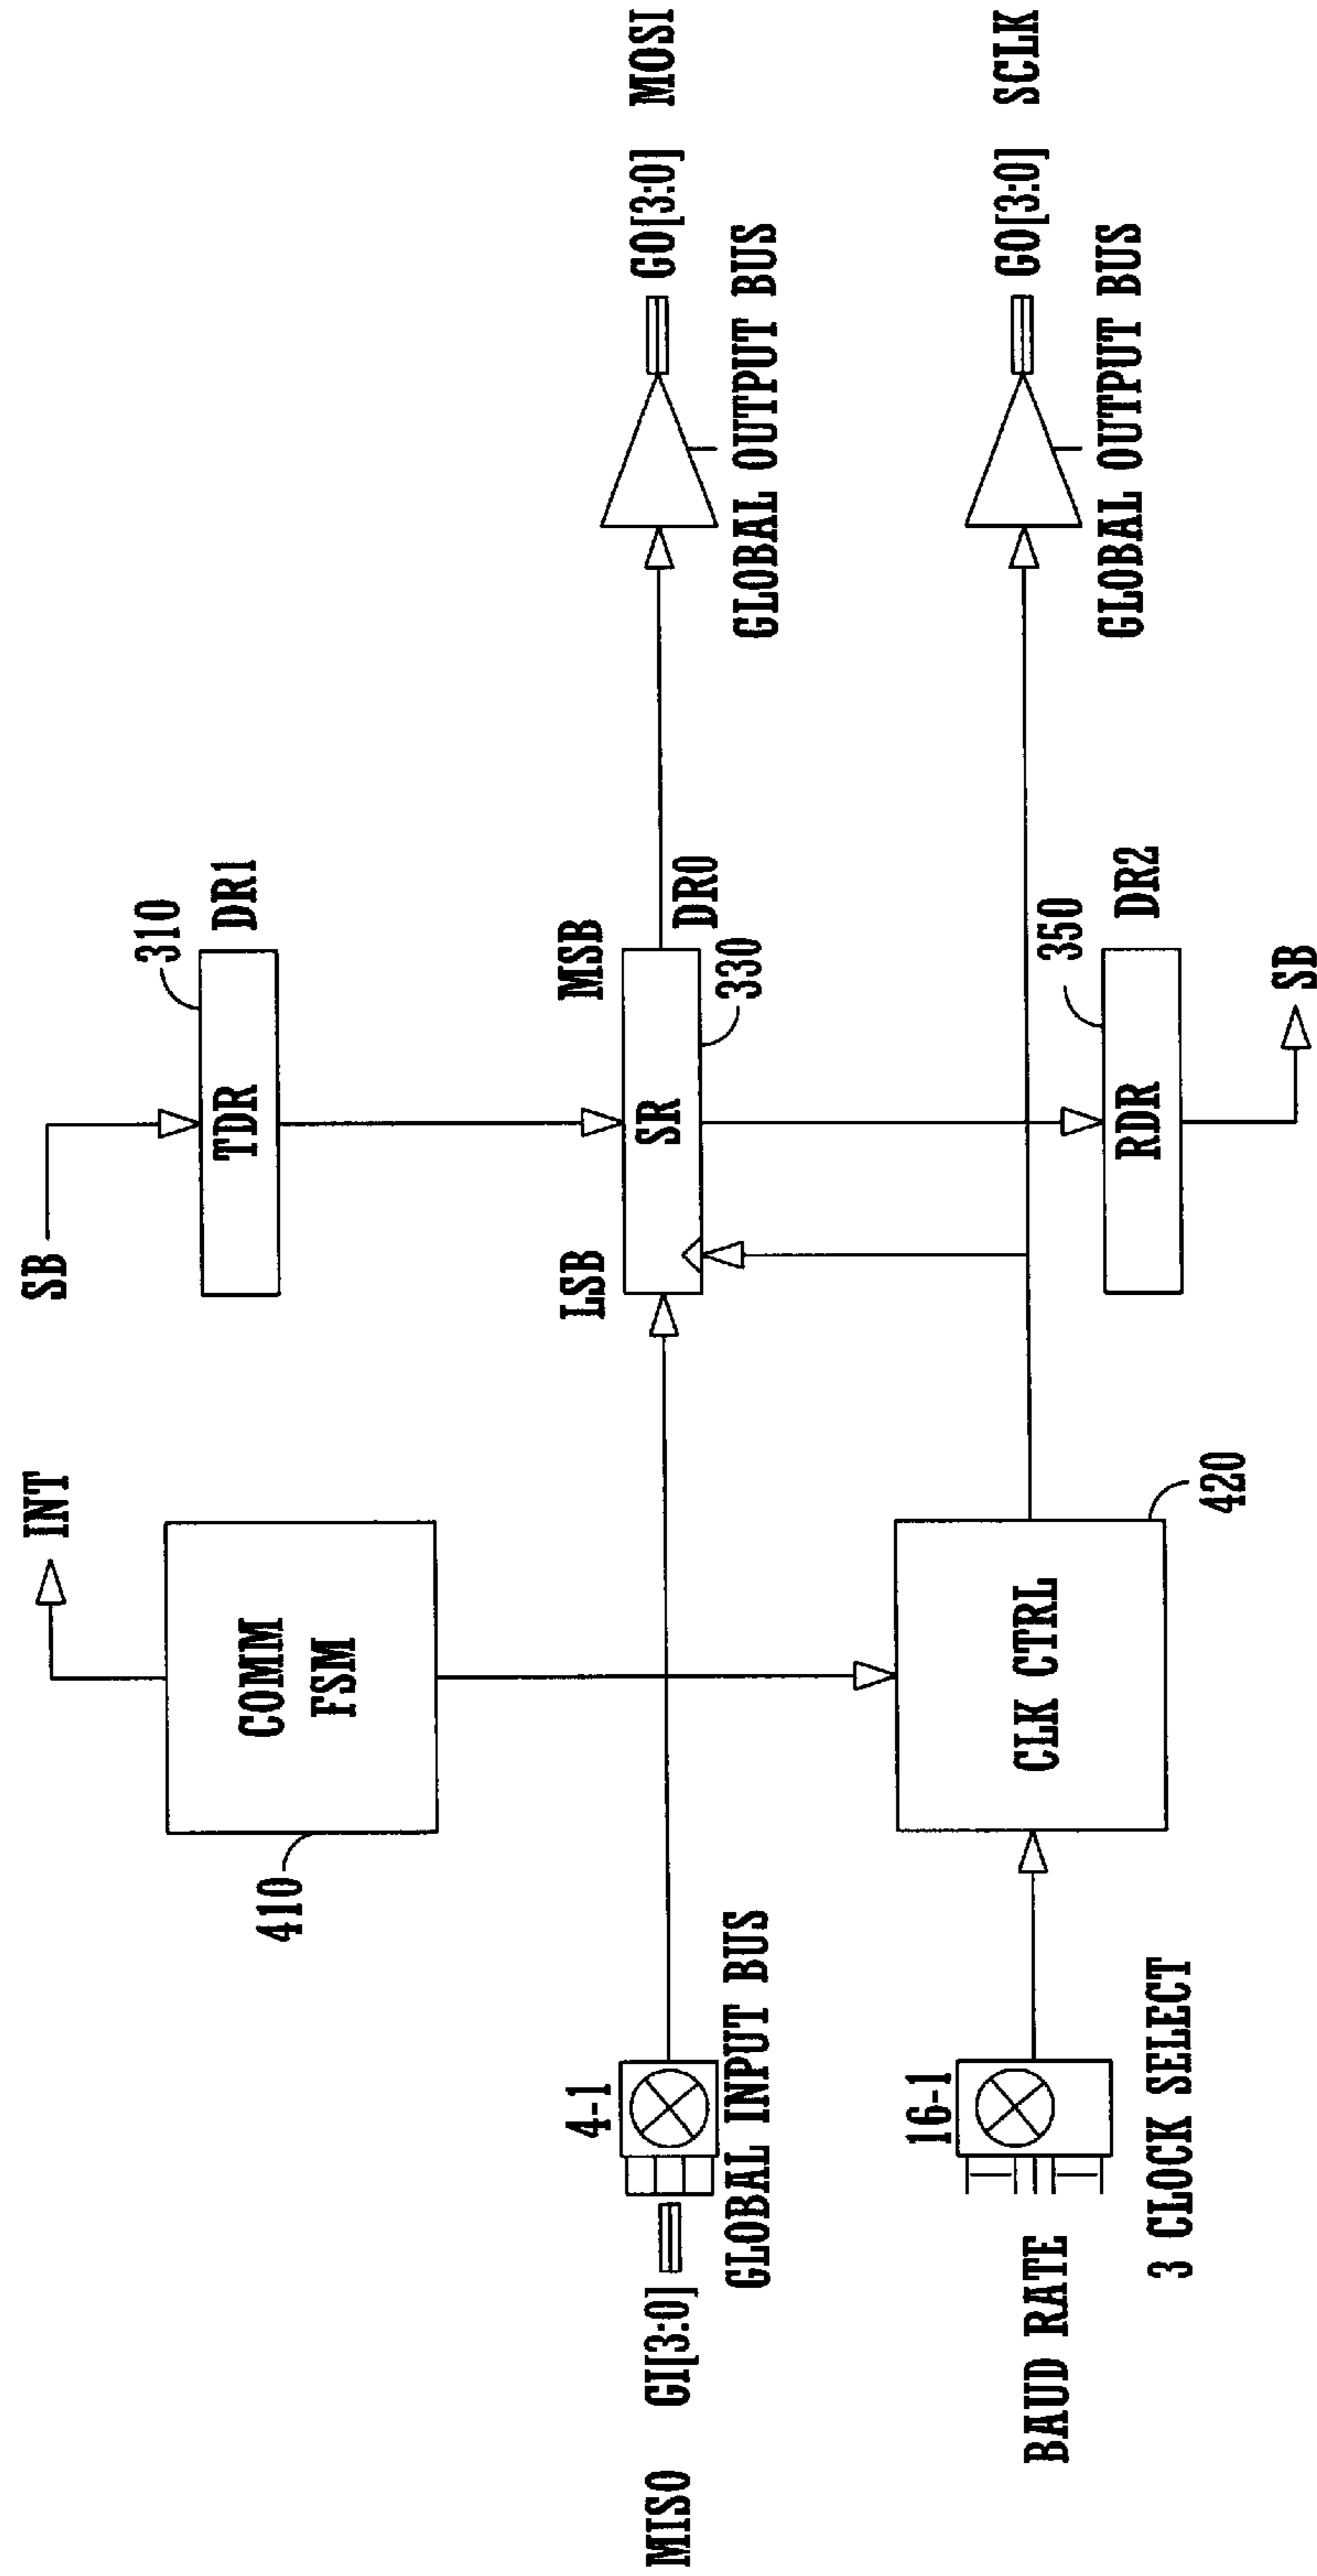 SB
INT
310
DR1
TDR
410
COMM
FSM
4-1
MISO
GI[3:0]
GLOBAL INPUT BUS
LSB
MSB
SR
DR0
330
GO[3:0]
MOSI
GLOBAL OUTPUT BUS
16-1
BAUD RATE
3 CLOCK SELECT
CLK CTRL
420
350
DR2
RDR
SB
GO[3:0]
SCLK
GLOBAL OUTPUT BUS